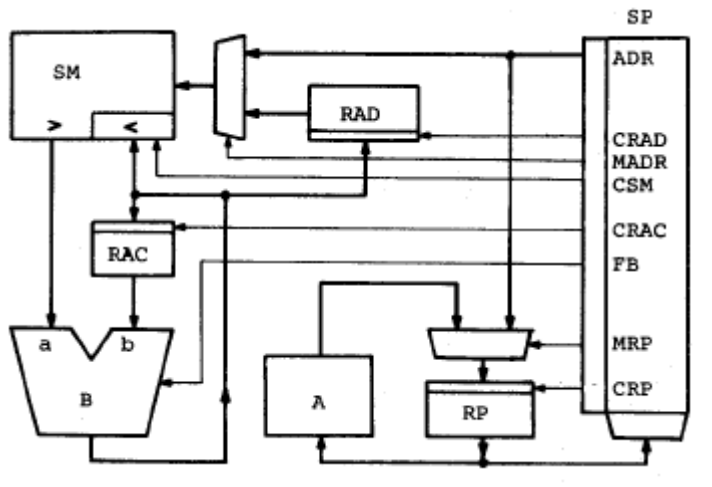 SP
ADR
SM
> <
RAD
CRAD
MADR
CSM
CRAC
RAC
FB
a b
MRP
A
B
CRP
RP